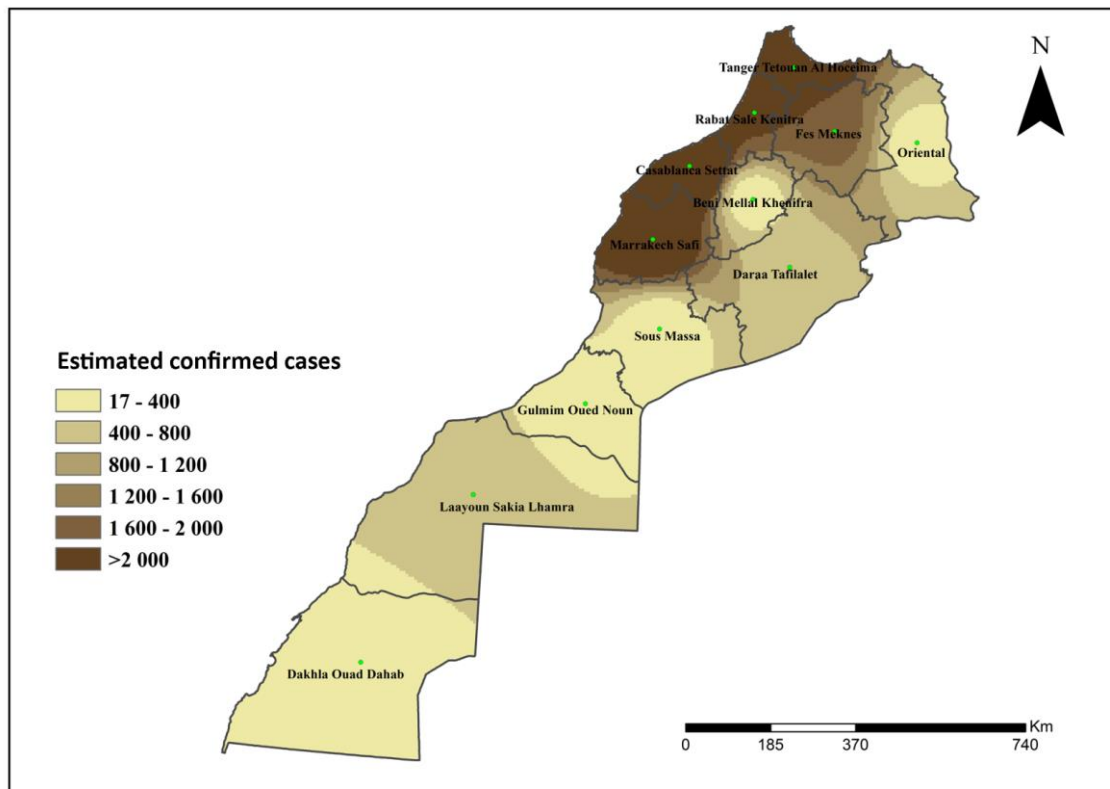 N
Tanger Tetouan Al Hoceima
Rabat Sale Kenitra
Fes Meknes
Oriental
Casablanca Settat
Beni Mellal Khenifra
Marrakech Safi
Daraa Tafilalet
Sous Massa
Estimated confirmed cases
17 - 400
400 - 800
800 - 1 200
1 200 - 1 600
1 600 - 2 000
>2 000
Gulmim Oued Noun
Laayoun Sakia Lhamra
Dakhla Ouad Dahab
Km
0 185 370 740